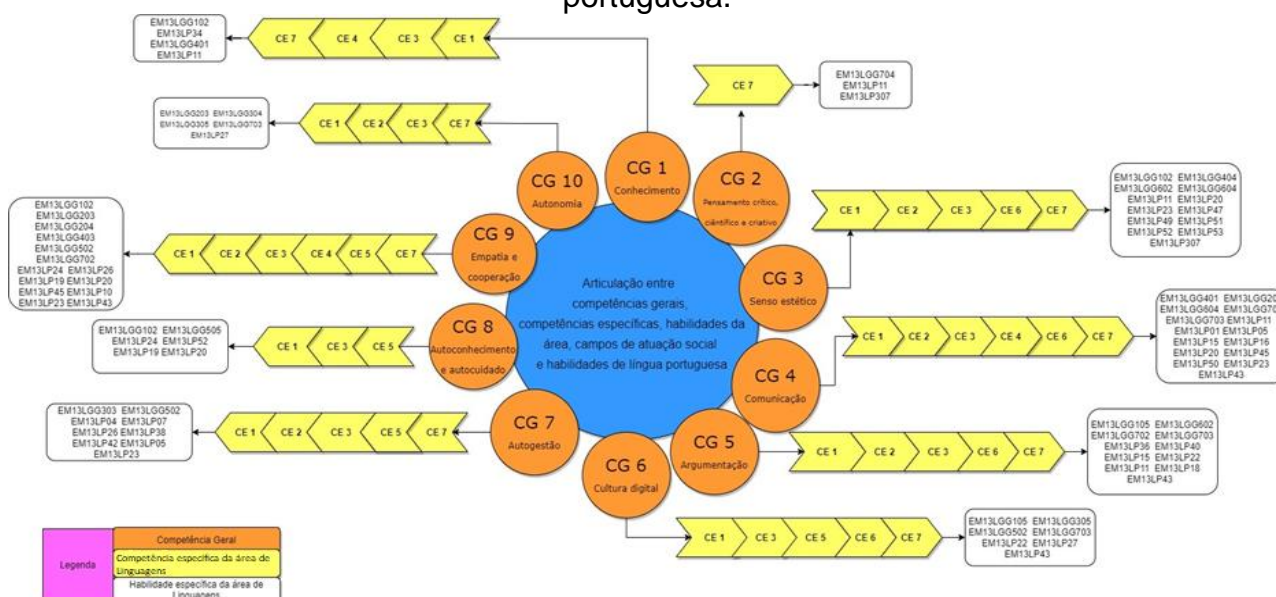 portuguesa.
EM13LGG102
EM13LP34
EM13LGG401
EM13LP11
CE 7 CE 4 CE 3 CE 1
CE 7
EM13LGG704
EM13LP11
EM13LP307
EM13LGG203 EM13LGG304
EM13LGG305 EM13LGG703
EM13LP27
CE 1 CE 2 CE 3 CE 7
CG 1
Conhecimento
CG 10
Autonomia
CG 2
Pensamento crítico,
ciêntífico e criativo
CE 1 CE 2 CE 3 CE 6 CE 7
EM13LGG102 EM13LGG404
EM13LGG602 EM13LGG604
EM13LP11 EM13LP20
EM13LP23 EM13LP47
EM13LP49 EM13LP51
EM13LP52 EM13LP53
EM13LP307
EM13LGG102
EM13LGG203
EM13LGG204
EM13LGG403
EM13LGG502
EM13LGG702
EM13LP24 EM13LP26
EM13LP19 EM13LP20
EM13LP45 EM13LP10
EM13LP23 EM13LP43
CE 1 CE 2 CE 3 CE 4 CE 5 CE 7
CG 9
Empatia e
cooperação
CG 3
Senso estético
Articulação entre
competências gerais,
competências específicas, habilidades da
área, campos de atuação social
e habilidades de língua portuguesa
EM13LGG102 EM13LGG505
EM13LP24 EM13LP52
EM13LP19 EM13LP20
CE 1 CE 3 CE 5
CG 8
Autoconhecimento
e autocuidado
CG 4
Comunicação
CE 1 CE 2 CE 3 CE 4 CE 6 CE 7
EM13LGG401
EM13LGG604
EM13LGG703 EM13LP11
EM13LP01 EM13LP05
EM13LP15 EM13LP16
EM13LP20 EM13LP45
EM13LP50 EM13LP23
EM13LP43
EM13LGG303 EM13LGG502
EM13LP04 EM13LP07
EM13LP26 EM13LP38
EM13LP42 EM13LP05
EM13LP23
CE 1 CE 2 CE 3 CE 5 CE 7
CG 7
Autogestão
CG 5
Argumentação
CE 1 CE 2 CE 3 CE 6 CE 7
EM13LGG105 EM13LGG602
EM13LGG702 EM13LGG703
EM13LP36 EM13LP40
EM13LP15 EM13LP22
EM13LP11 EM13LP18
EM13LP43
CG 6
Cultura digital
CE 1 CE 3 CE 5 CE 6 CE 7
EM13LGG105 EM13LGG305
EM13LGG502 EM13LGG703
EM13LP22 EM13LP27
EM13LP43
Legenda
Competência Geral
Competência específica da área de
Linguagens
Habilidade específica da área de
Linguagens